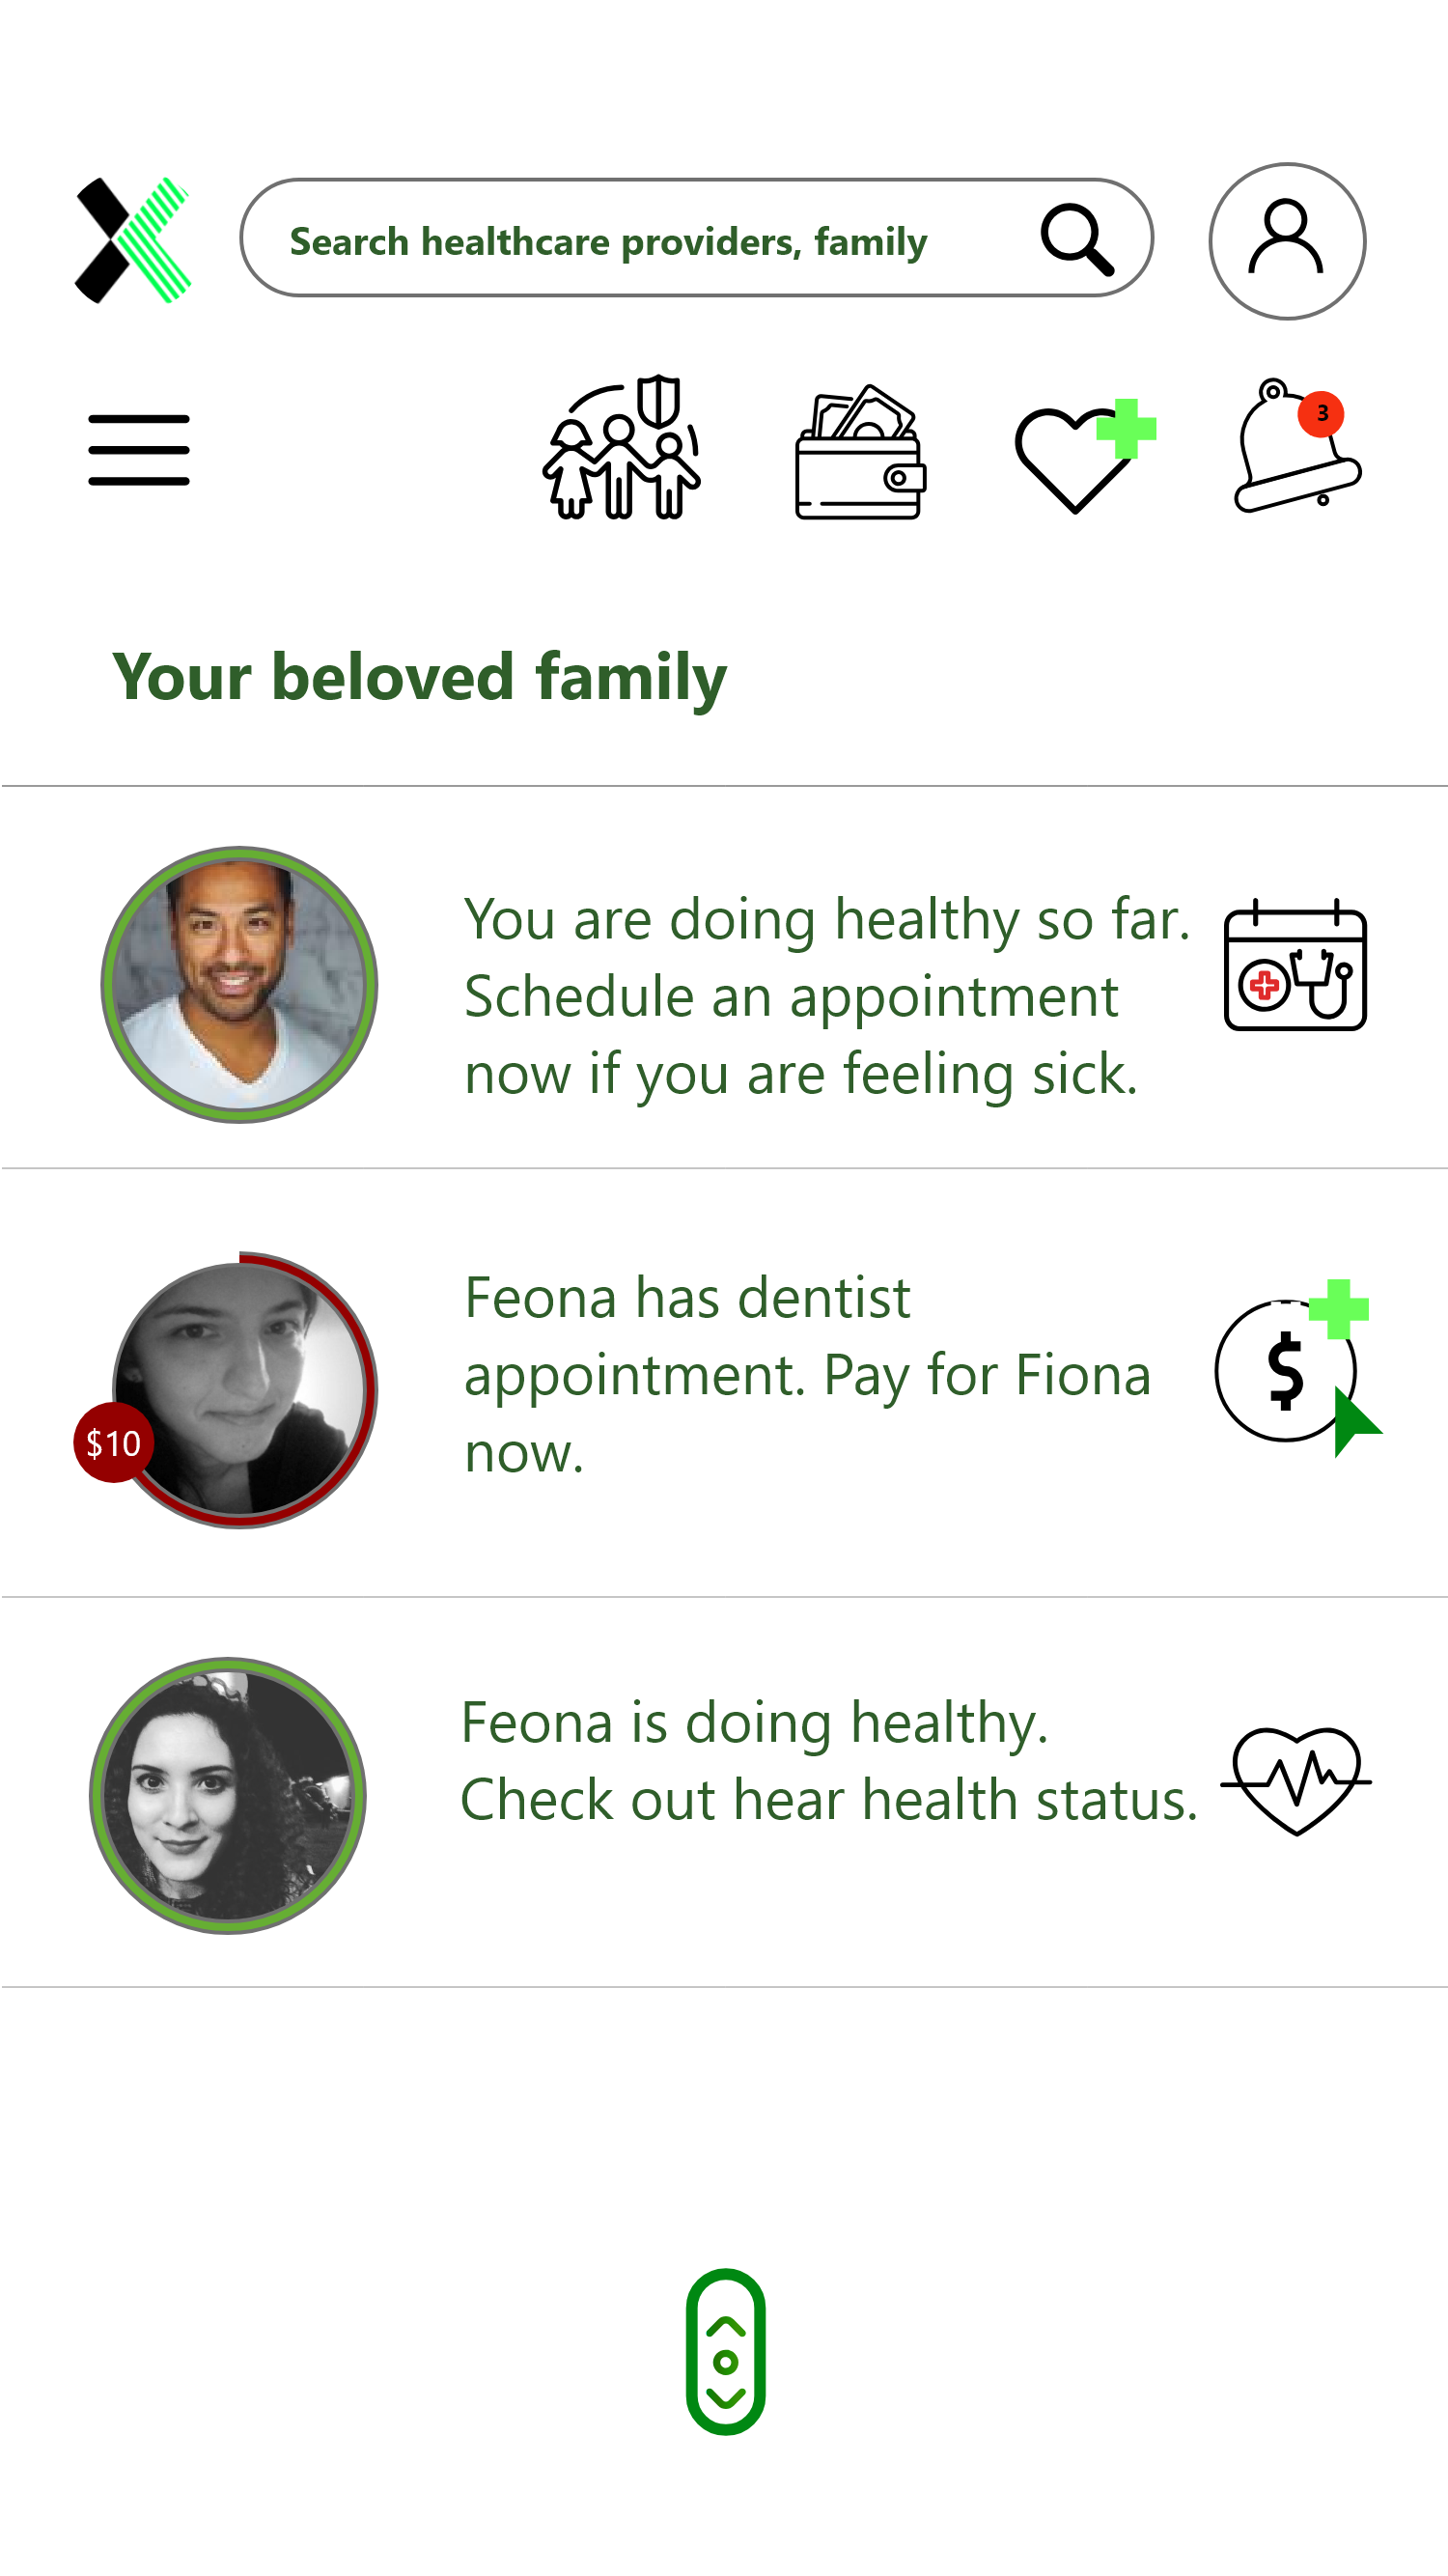 Search healthcare providers, family
3
Your beloved family
You are doing healthy so far.
Schedule an appointment
now if you are feeling sick.
Feona has dentist
appointment. Pay for Fiona
now.
$10
$
Feona is doing healthy.
Check out hear health status.